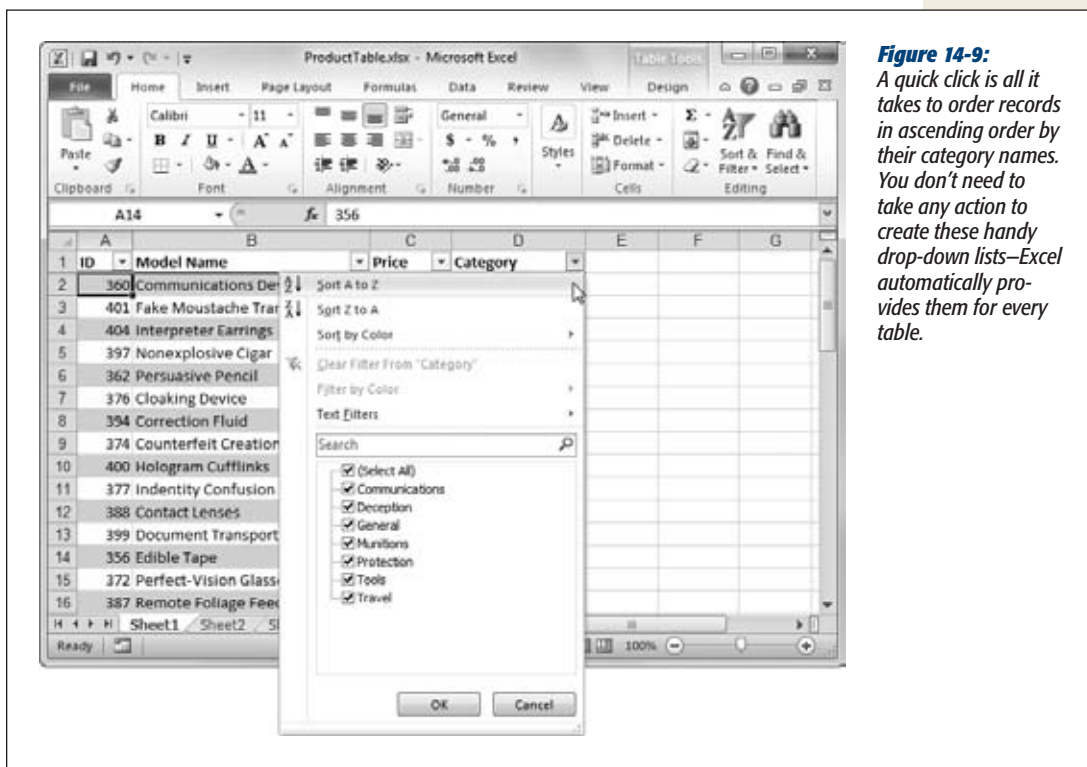 ProductTable.xlsx - Microsoft Excel
Table Tools
File Home Insert Page Layout Formulas Data Review View Design
Paste
Calibri 11
B I U A A
A
General
$ % ,
Styles
Insert
Delete
Format
Σ
Sort & Filter
Find & Select
Clipboard Font Alignment Number Cells Editing
A14 fx 356
A B C D E F G
1 ID Model Name Price Category
2 360 Communications De
3 401 Fake Moustache Tran
4 404 Interpreter Earrings
5 397 Nonexplosive Cigar
6 362 Persuasive Pencil
7 376 Cloaking Device
8 394 Correction Fluid
9 374 Counterfeit Creation
10 400 Hologram Cufflinks
11 377 Indentity Confusion
12 388 Contact Lenses
13 399 Document Transport
14 356 Edible Tape
15 372 Perfect-Vision Glass
16 387 Remote Foliage Feed
Sort A to Z
Sort Z to A
Sort by Color
Clear Filter From "Category"
Filter by Color
Text Filters
Search
(Select All)
Communications
Deception
General
Munitions
Protection
Tools
Travel
OK Cancel
Sheet1 Sheet2
Ready 100%
Figure 14-9:
A quick click is all it
takes to order records
in ascending order by
their category names.
You don't need to
take any action to
create these handy
drop-down lists—Excel
automatically pro-
vides them for every
table.